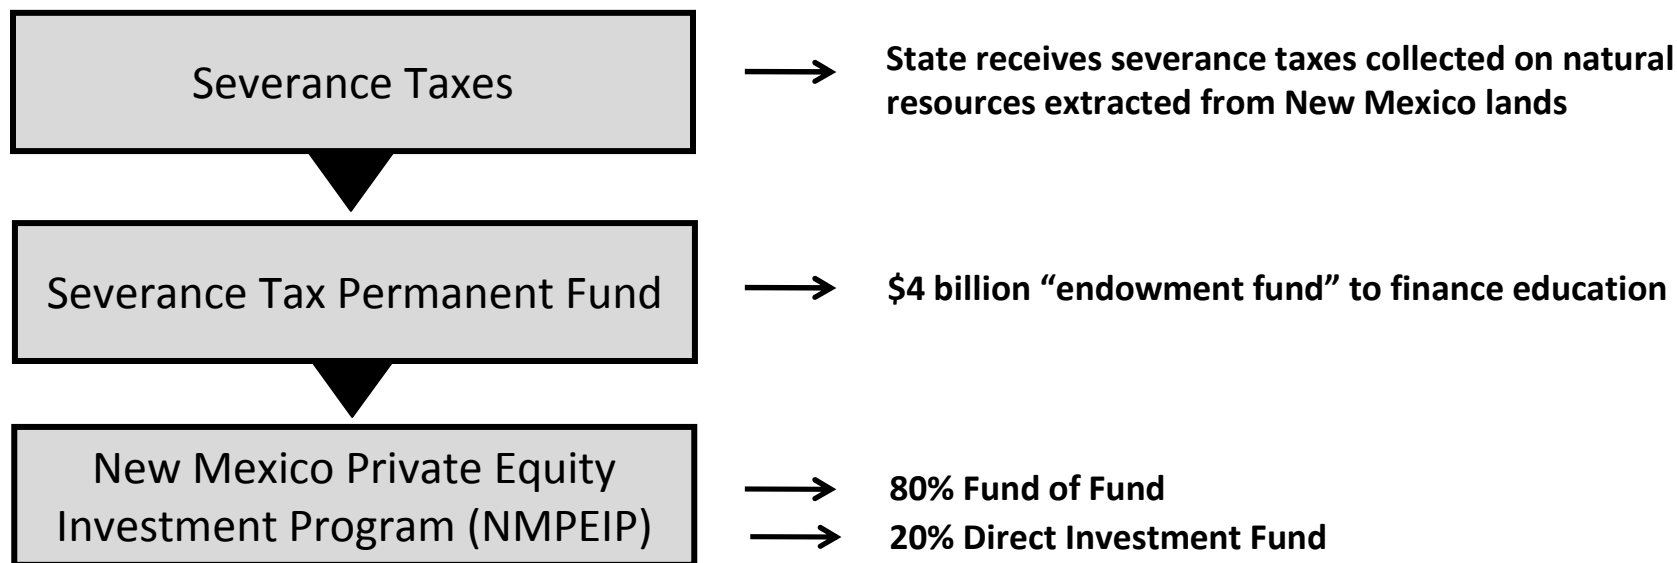 Severance Taxes
State receives severance taxes collected on natural
resources extracted from New Mexico lands
Severance Tax Permanent Fund
$4 billion “endowment fund” to finance education
New Mexico Private Equity
Investment Program (NMPEIP)
80% Fund of Fund
20% Direct Investment Fund